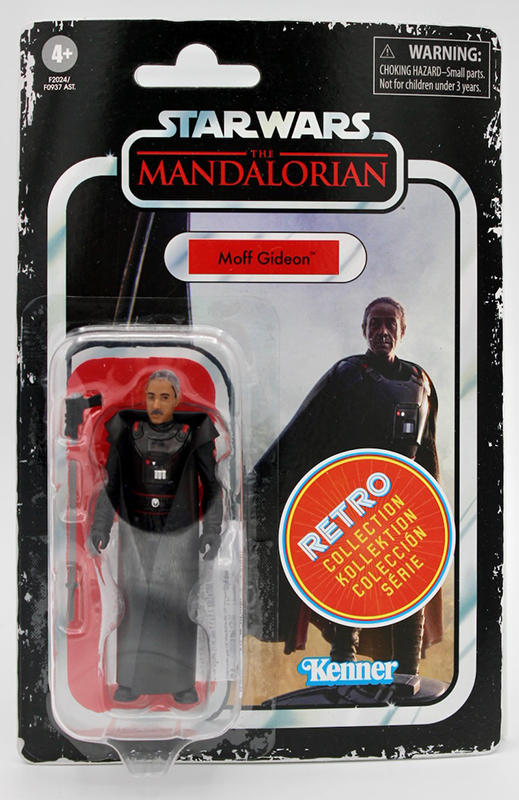 4+
F2024/
F0937 AST.
⚠ WARNING:
CHOKING HAZARD–Small parts.
Not for children under 3 years.
STAR WARS
THE
MANDALORIAN
Moff Gideon™
RETRO
COLLECTION
KOLLEKTION
COLECCIÓN
SÉRIE
Kenner